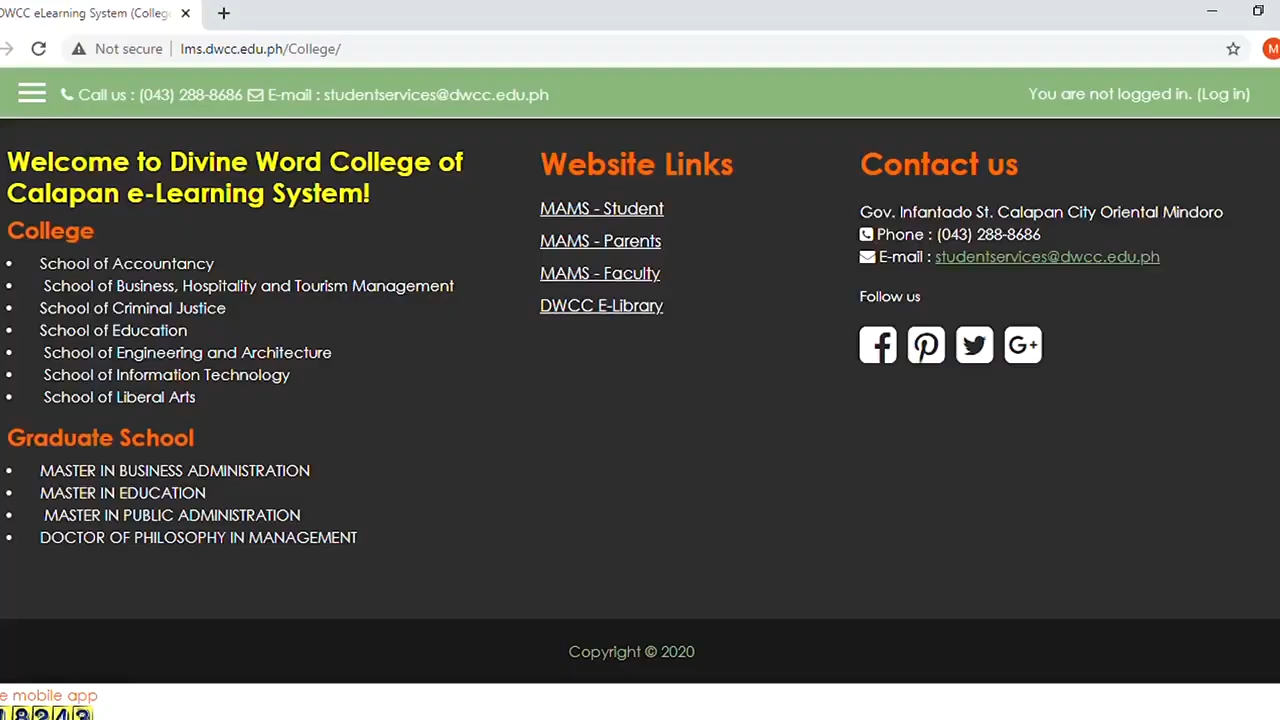 DWCC eLearning System (Colleg
Not secure
lms.dwcc.edu.ph/College/
M
Call us : (043) 288-8686 E-mail : studentservices@dwcc.edu.ph
You are not logged in. (Log in)
Welcome to Divine Word College of
Calapan e-Learning System!
College
• School of Accountancy
• School of Business, Hospitality and Tourism Management
• School of Criminal Justice
• School of Education
• School of Engineering and Architecture
• School of Information Technology
• School of Liberal Arts
Graduate School
• MASTER IN BUSINESS ADMINISTRATION
• MASTER IN EDUCATION
• MASTER IN PUBLIC ADMINISTRATION
• DOCTOR OF PHILOSOPHY IN MANAGEMENT
Website Links
MAMS - Student
MAMS - Parents
MAMS - Faculty
DWCC E-Library
Contact us
Gov. Infantado St. Calapan City Oriental Mindoro
Phone : (043) 288-8686
E-mail : studentservices@dwcc.edu.ph
Follow us
Copyright © 2020
e mobile app